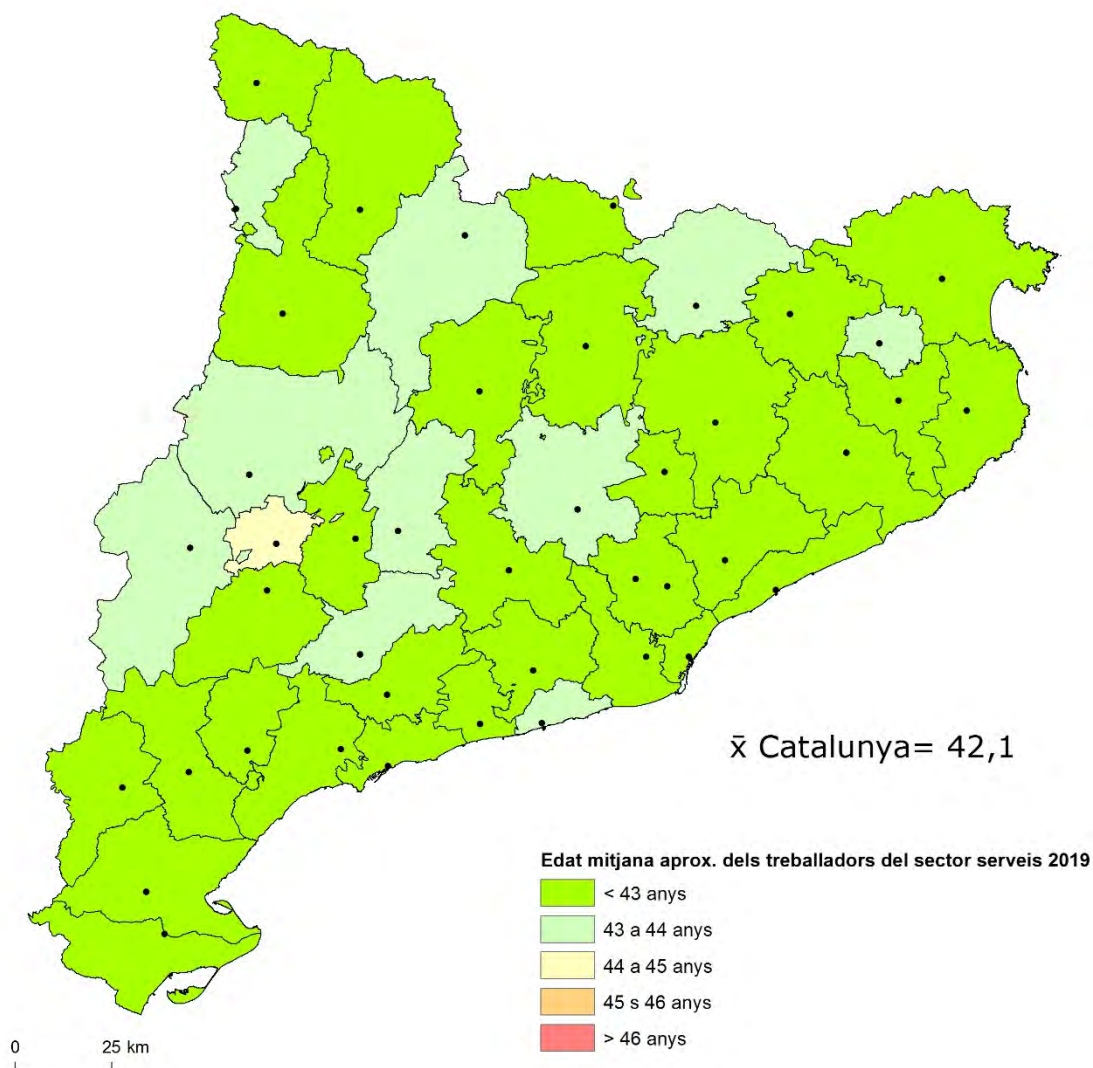 x̄ Catalunya= 42,1
Edat mitjana aprox. dels treballadors del sector serveis 2019
< 43 anys
43 a 44 anys
44 a 45 anys
45 s 46 anys
> 46 anys
0 25 km